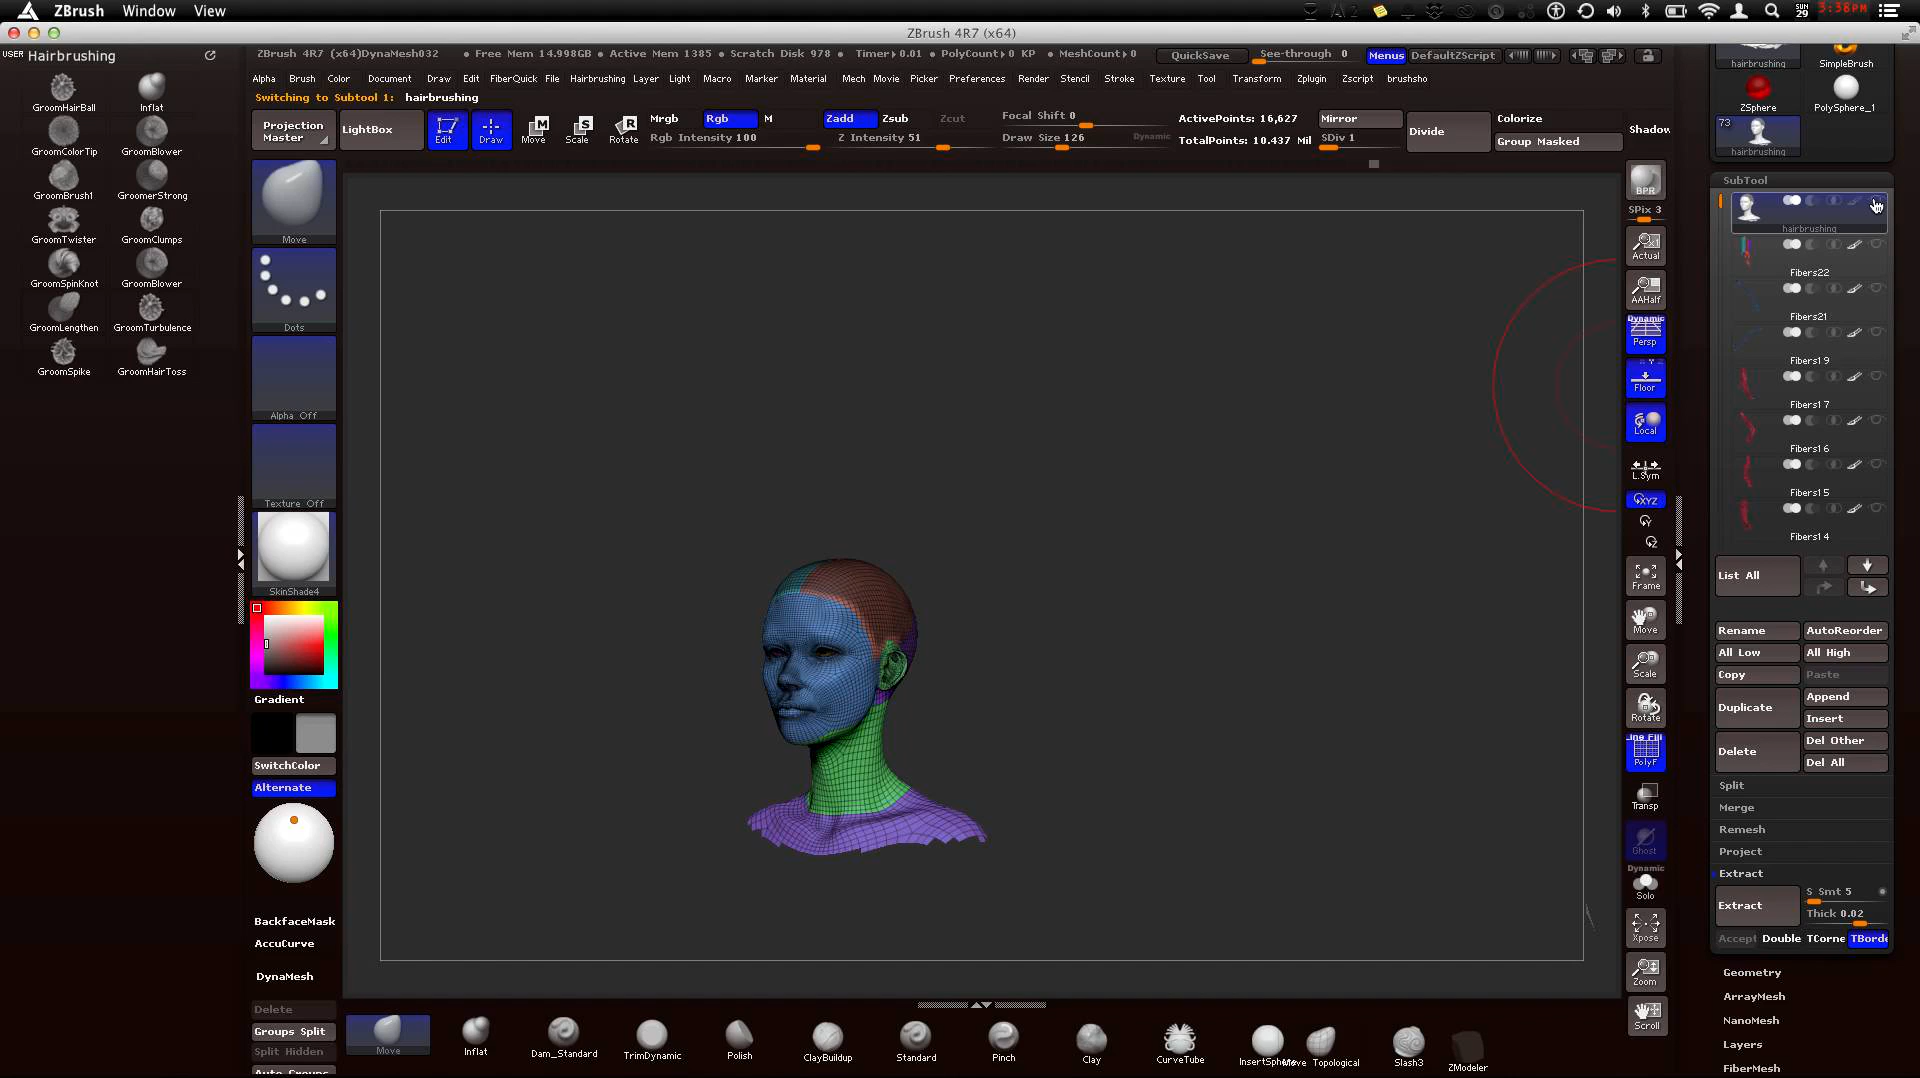 ZBrush Window View
SUN 29 3:38PM
ZBrush 4R7 (x64)
USER Hairbrushing
ZBrush 4R7 (x64)DynaMesh032 • Free Mem 14.998GB • Active Mem 1385 • Scratch Disk 978 • Timer▸0.01 • PolyCount▸0 KP • MeshCount▸0
QuickSave See-through 0 Menus DefaultZScript
Alpha Brush Color Document Draw Edit FiberQuick File Hairbrushing Layer Light Macro Marker Material Mech Movie Picker Preferences Render Stencil Stroke Texture Tool Transform Zplugin Zscript brushsho
Switching to Subtool 1: hairbrushing
Projection Master
LightBox
Edit Draw Move Scale Rotate
Mrgb Rgb M
Rgb Intensity 100
Zadd Zsub Zcut
Z Intensity 51
Focal Shift 0
Draw Size 126 Dynamic
ActivePoints: 16,627
TotalPoints: 10.437 Mil
Mirror
SDiv 1
Divide
Colorize
Group Masked
Shadow
GroomHairBall Inflat
GroomColorTip GroomBlower
GroomBrush1 GroomerStrong
GroomTwister GroomClumps
GroomSpinKnot GroomBlower
GroomLengthen GroomTurbulence
GroomSpike GroomHairToss
Move
Dots
Alpha Off
Texture Off
SkinShade4
Gradient
SwitchColor
Alternate
BackfaceMask
AccuCurve
DynaMesh
Delete
Groups Split
Split Hidden
Auto Groups
BPR
SPix 3
Actual
AAHalf
Dynamic
Persp
Floor
Local
L.Sym
XYZ
Y
Z
Frame
Move
Scale
Rotate
Line Fill
PolyF
Transp
Ghost
Dynamic
Solo
Xpose
Zoom
Scroll
hairbrushing SimpleBrush
ZSphere PolySphere_1
73
hairbrushing
SubTool
hairbrushing
Fibers22
Fibers21
Fibers19
Fibers17
Fibers16
Fibers15
Fibers14
List All
Rename AutoReorder
All Low All High
Copy Paste
Duplicate Append
Insert
Delete Del Other
Del All
Split
Merge
Remesh
Project
Extract
Extract S Smt 5
Thick 0.02
Accept Double TCorne TBorde
Geometry
ArrayMesh
NanoMesh
Layers
FiberMesh
Move Inflat Dam_Standard TrimDynamic Polish ClayBuildup Standard Pinch Clay CurveTube InsertSphere Move Topological Slash3 ZModeler